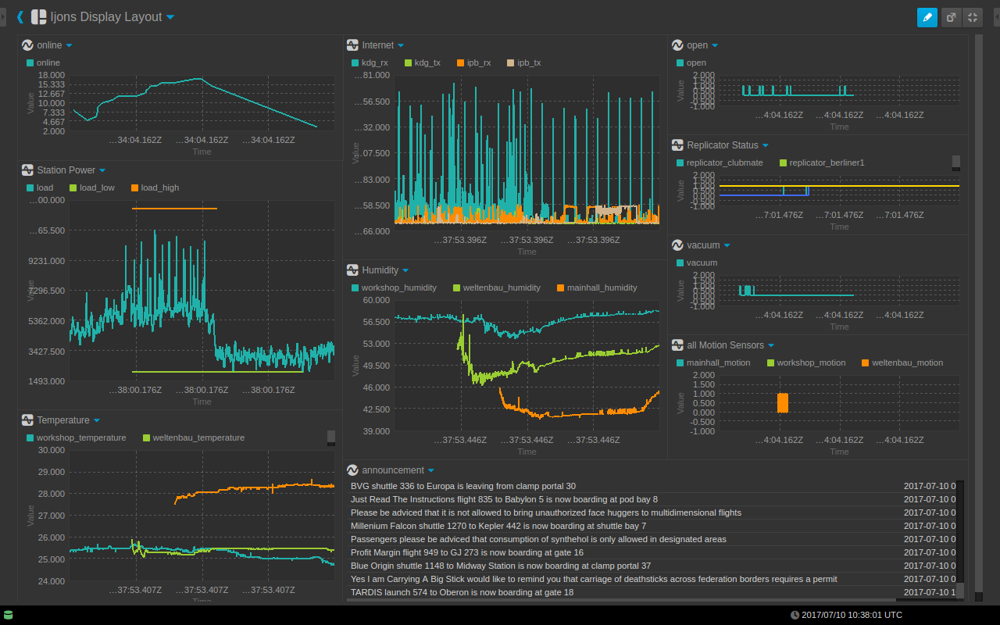 Ijons Display Layout
online
online
18.000
15.333
12.667
10.000
7.333
4.667
2.000
Value
...34:04.162Z ...34:04.162Z ...34:04.162Z
Time
Station Power
load load_low load_high
...00.000
...65.500
9231.000
7296.500
5362.000
3427.500
1493.000
Value
...38:00.176Z ...38:00.176Z ...38:00.176Z
Time
Temperature
workshop_temperature weltenbau_temperature
30.000
29.000
28.000
27.000
26.000
25.000
24.000
Value
...37:53.407Z ...37:53.407Z ...37:53.407Z
Time
Internet
kdg_rx kdg_tx ipb_rx ipb_tx
...81.000
...56.500
...32.000
...07.500
...83.000
...58.500
...66.000
Value
...37:53.396Z ...37:53.396Z ...37:53.396Z
Time
Humidity
workshop_humidity weltenbau_humidity mainhall_humidity
60.000
56.500
53.000
49.500
46.000
42.500
39.000
Value
...37:53.446Z ...37:53.446Z ...37:53.446Z
Time
open
open
2.000
1.500
1.000
0.500
0.000
-0.500
-1.000
Value
...4:04.162Z ...4:04.162Z ...4:04.162Z
Time
Replicator Status
replicator_clubmate replicator_berliner1
2.000
1.500
1.000
0.500
0.000
-0.500
-1.000
Value
...7:01.476Z ...7:01.476Z ...7:01.476Z
Time
vacuum
vacuum
2.000
1.500
1.000
0.500
0.000
-0.500
-1.000
Value
...4:04.162Z ...4:04.162Z ...4:04.162Z
Time
all Motion Sensors
mainhall_motion workshop_motion weltenbau_motion
2.000
1.500
1.000
0.500
0.000
-0.500
-1.000
Value
...4:04.162Z ...4:04.162Z ...4:04.162Z
Time
announcement
BVG shuttle 336 to Europa is leaving from clamp portal 30 2017-07-10 0
Just Read The Instructions flight 835 to Babylon 5 is now boarding at pod bay 8 2017-07-10 0
Please be adviced that it is not allowed to bring unauthorized face huggers to multidimensional flights 2017-07-10 0
Millenium Falcon shuttle 1270 to Kepler 442 is now boarding at shuttle bay 7 2017-07-10 0
Passengers please be adviced that consumption of synthehol is only allowed in designated areas 2017-07-10 0
Profit Margin flight 949 to GJ 273 is now boarding at gate 16 2017-07-10 0
Blue Origin shuttle 1148 to Midway Station is now boarding at clamp portal 37 2017-07-10 0
Yes I am Carrying A Big Stick would like to remind you that carriage of deathsticks across federation borders requires a permit 2017-07-10 0
TARDIS launch 574 to Oberon is now boarding at gate 18 2017-07-10 1
2017/07/10 10:38:01 UTC